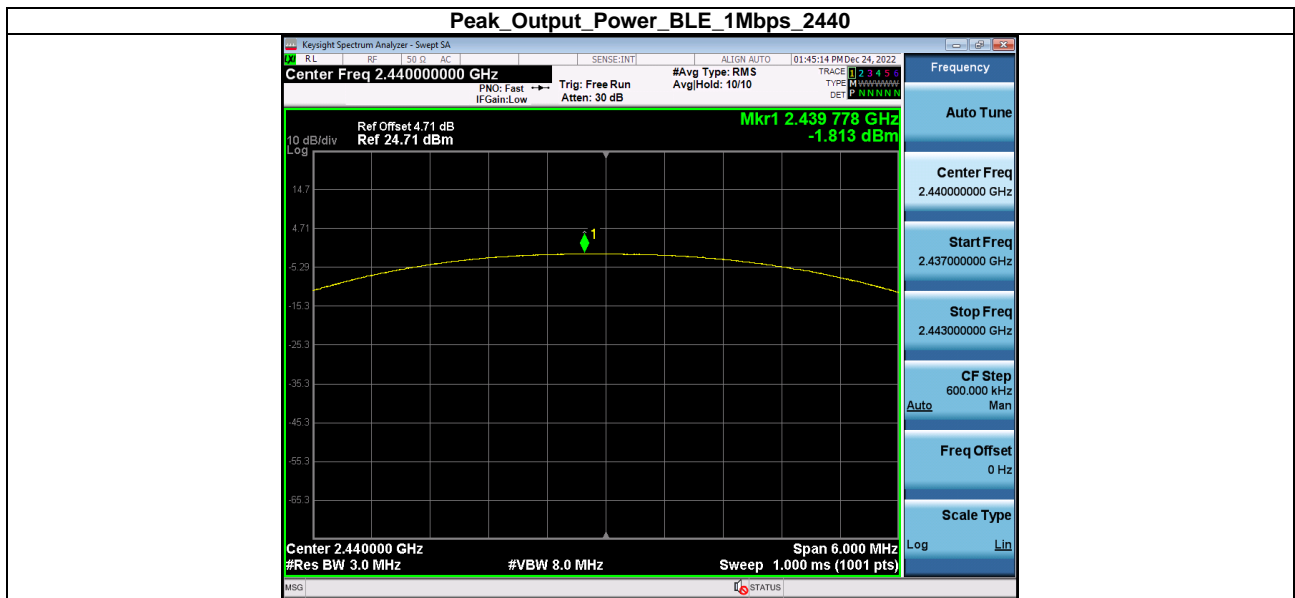 Peak_Output_Power_BLE_1Mbps_2440
Keysight Spectrum Analyzer - Swept SA
RL RF 50 Ω AC SENSE:INT ALIGN AUTO 01:45:14 PM Dec 24, 2022
Center Freq 2.440000000 GHz
PNO: Fast
IFGain:Low
Trig: Free Run
Atten: 30 dB
#Avg Type: RMS
Avg|Hold: 10/10
TRACE 1 2 3 4 5 6
TYPE M W W W W W
DET P N N N N N
Frequency
Mkr1 2.439 778 GHz
-1.813 dBm
Ref Offset 4.71 dB
10 dB/div Ref 24.71 dBm
Log
14.7
4.71
-5.29
-15.3
-25.3
-35.3
-45.3
-55.3
-65.3
1
Center 2.440000 GHz Span 6.000 MHz
#Res BW 3.0 MHz #VBW 8.0 MHz Sweep 1.000 ms (1001 pts)
Auto Tune
Center Freq
2.440000000 GHz
Start Freq
2.437000000 GHz
Stop Freq
2.443000000 GHz
CF Step
600.000 kHz
Auto Man
Freq Offset
0 Hz
Scale Type
Log Lin
MSG STATUS